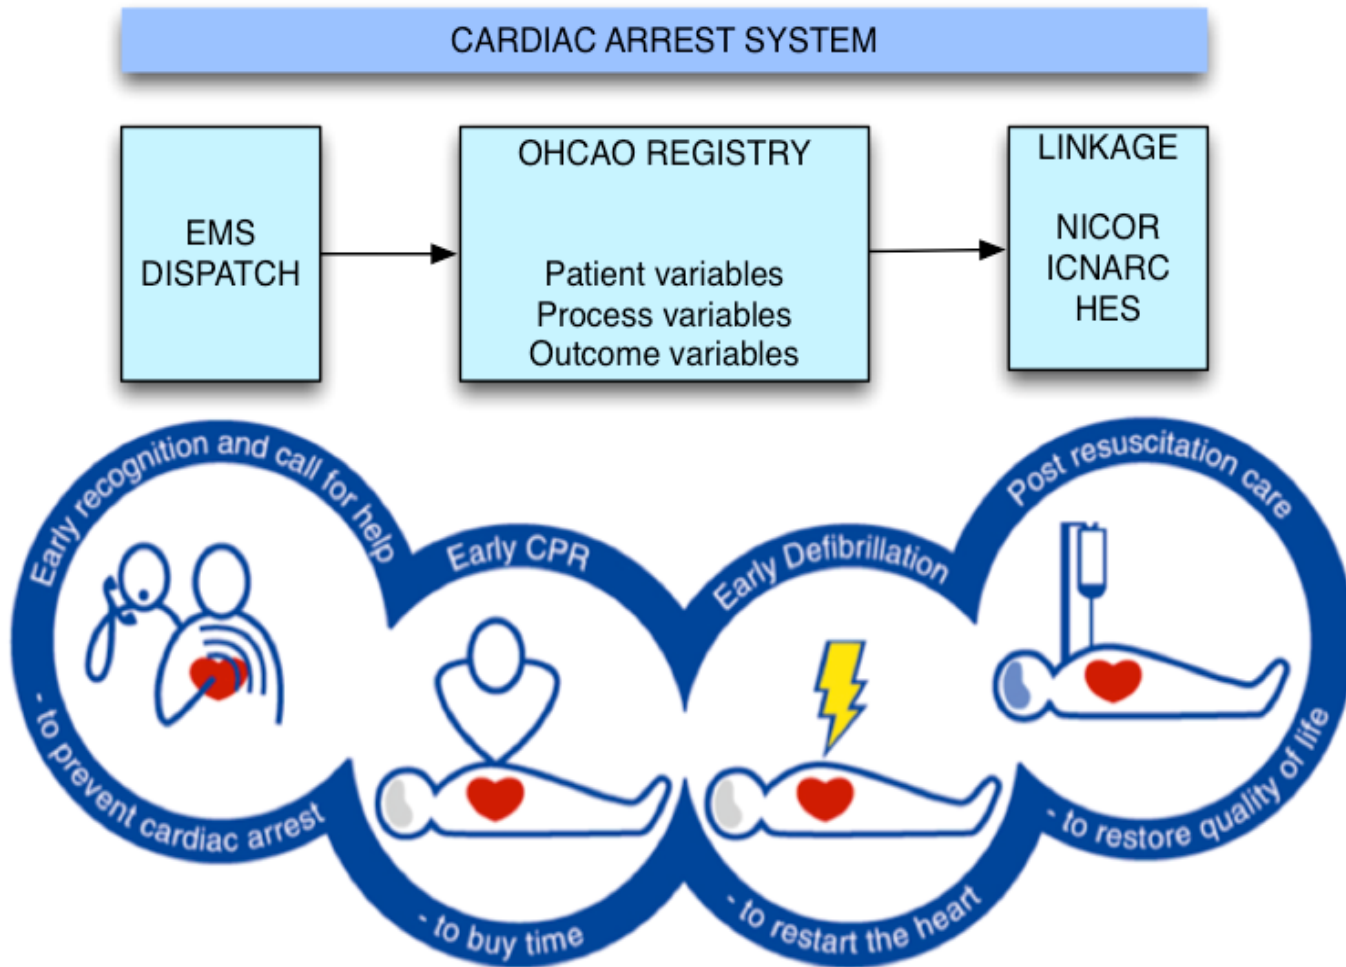 CARDIAC ARREST SYSTEM
EMS
DISPATCH
OHCAO REGISTRY
Patient variables
Process variables
Outcome variables
LINKAGE
NICOR
ICNARC
HES
Early recognition and call for help
- to prevent cardiac arrest
Early CPR
- to buy time
Early Defibrillation
- to restart the heart
Post resuscitation care
- to restore quality of life